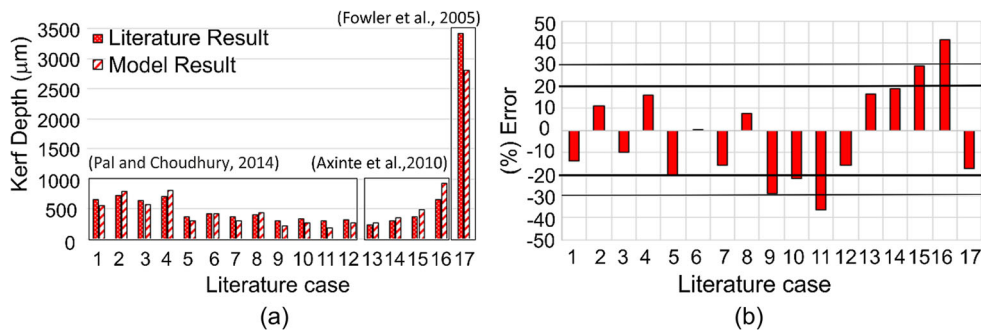 (Fowler et al., 2005)
Kerf Depth (μm)
3500
3000
2500
2000
1500
1000
500
0
Literature Result
Model Result
(Pal and Choudhury, 2014)
(Axinte et al.,2010)
1 2 3 4 5 6 7 8 9 10 11 12 13 14 15 16 17
Literature case
(a)
(%) Error
50
40
30
20
10
0
-10
-20
-30
-40
-50
1 2 3 4 5 6 7 8 9 10 11 12 13 14 15 16 17
Literature case
(b)